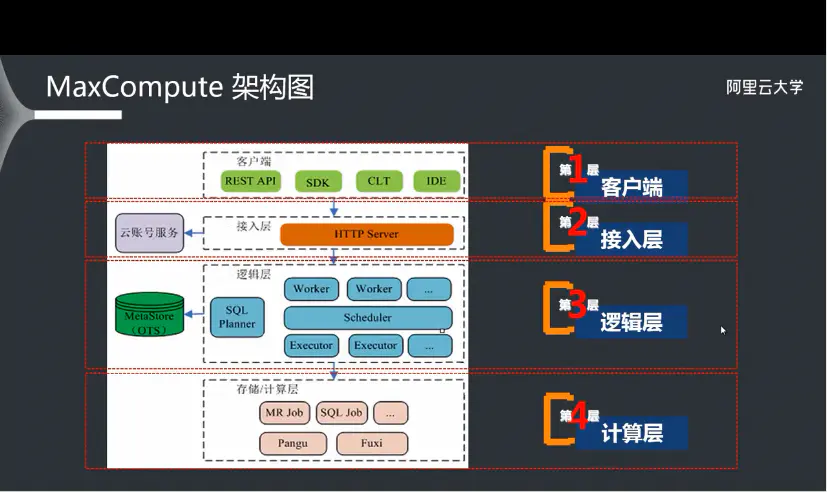 MaxCompute 架构图
阿里云大学
客户端
REST API
SDK
CLT
IDE
第1层
客户端
云账号服务
接入层
HTTP Server
第2层
接入层
逻辑层
MetaStore
(OTS)
SQL
Planner
Worker
Worker
...
Scheduler
Executor
Executor
...
第3层
逻辑层
存储/计算层
MR Job
SQL Job
...
Pangu
Fuxi
第4层
计算层